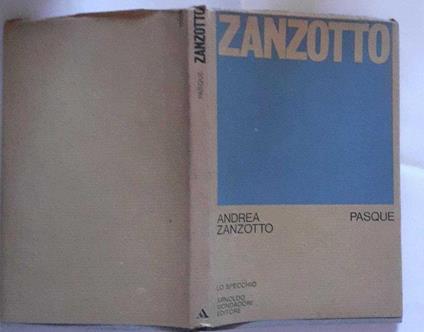 PASQUE ZANZOTTO
ZANZOTTO
ANDREA PASQUE
ZANZOTTO
LO SPECCHIO
ARNOLDO
MONDADORI
EDITORE